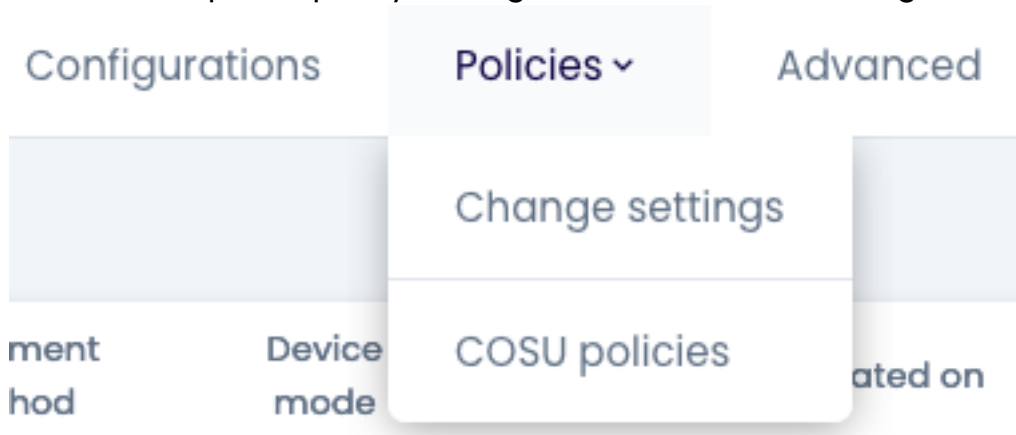 Configurations Policies Advanced
Change settings
COSU policies
ment
hod
Device
mode
ated on